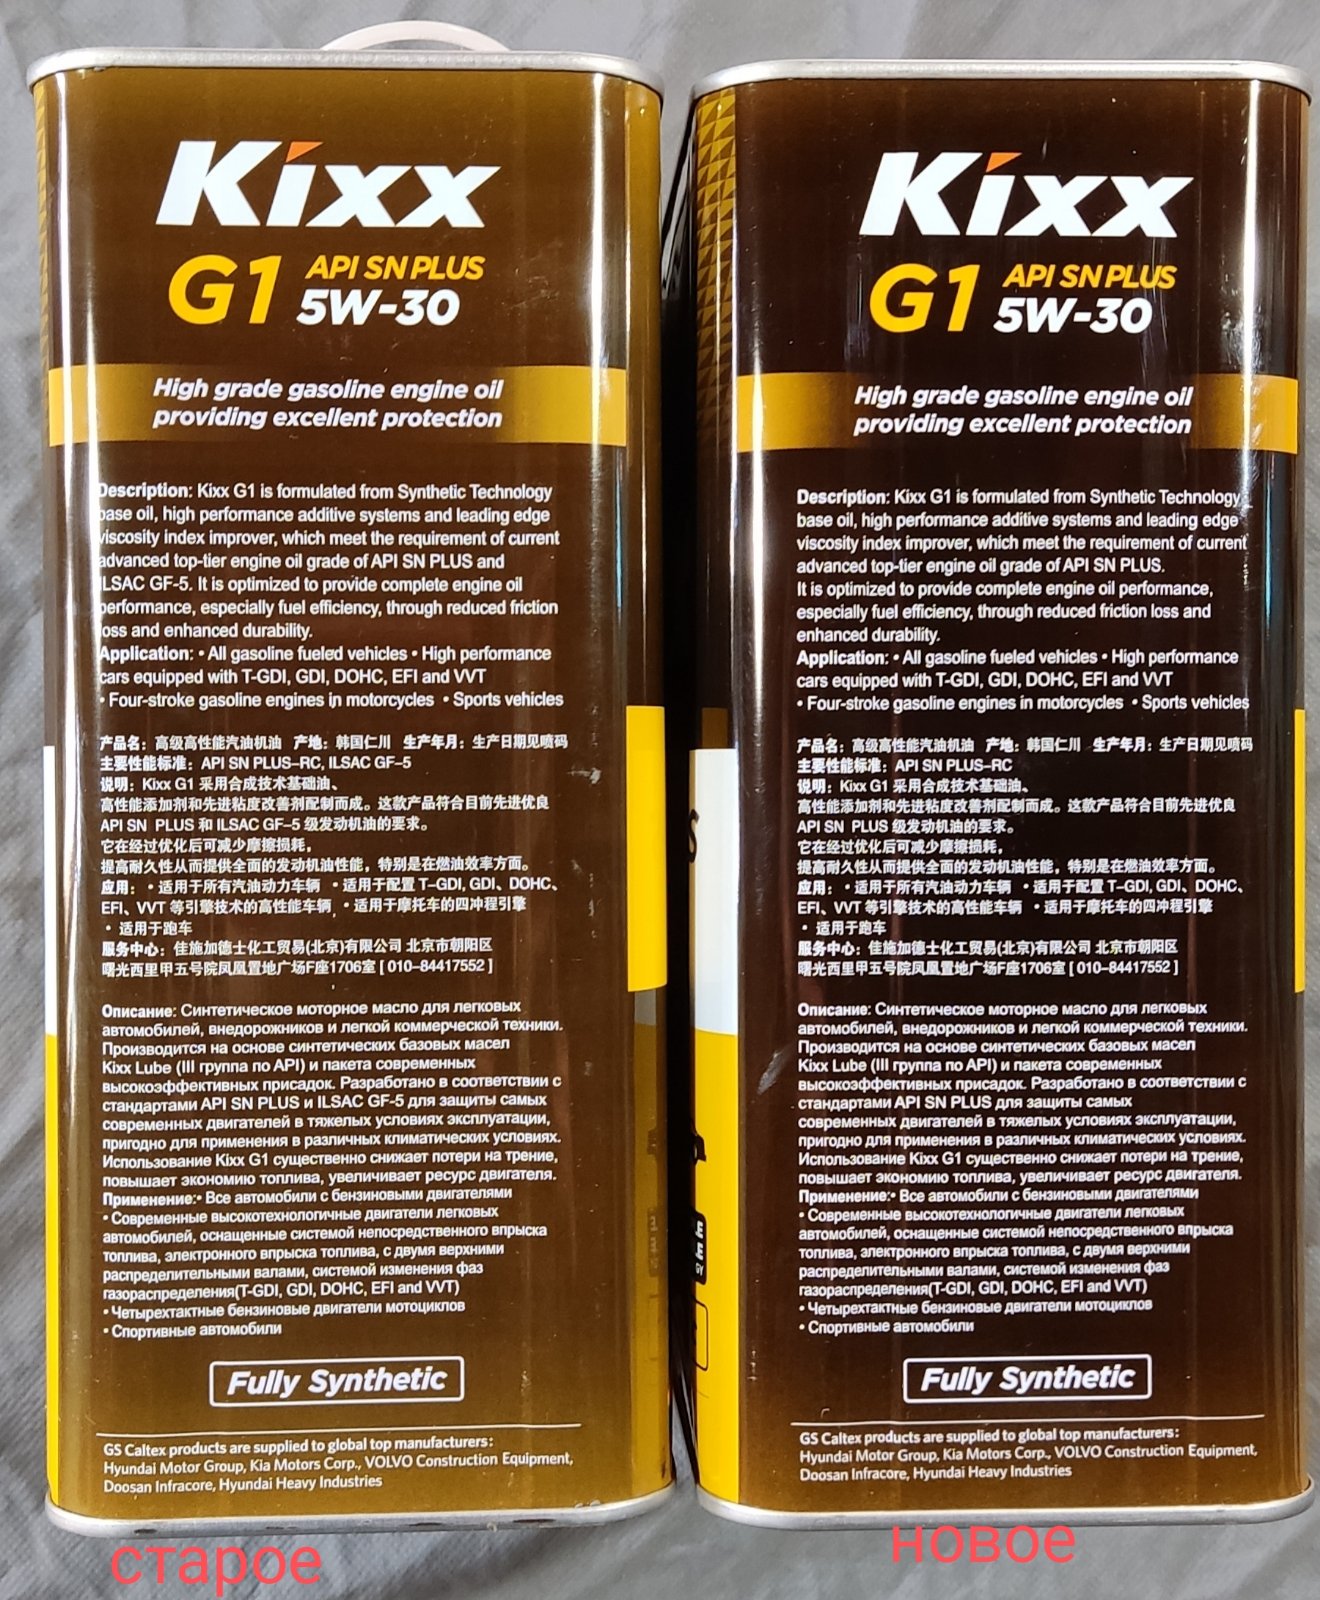 Kixx
G1 API SN PLUS
5W-30
High grade gasoline engine oil
providing excellent protection
Description: Kixx G1 is formulated from Synthetic Technology
base oil, high performance additive systems and leading edge
viscosity index improver, which meet the requirement of current
advanced top-tier engine oil grade of API SN PLUS and
ILSAC GF-5. It is optimized to provide complete engine oil
performance, especially fuel efficiency, through reduced friction
loss and enhanced durability.
Application: • All gasoline fueled vehicles • High performance
cars equipped with T-GDI, GDI, DOHC, EFI and VVT
• Four-stroke gasoline engines in motorcycles • Sports vehicles
产品名：高级高性能汽油机油 产地：韩国仁川 生产年月：生产日期见喷码
主要性能标准：API SN PLUS-RC, ILSAC GF-5
说明：Kixx G1 采用合成技术基础油、
高性能添加剂和先进粘度改善剂配制而成。这款产品符合目前先进优良
API SN PLUS 和 ILSAC GF-5 级发动机油的要求。
它在经过优化后可减少摩擦损耗，
提高耐久性从而提供全面的发动机油性能，特别是在燃油效率方面。
应用：• 适用于所有汽油动力车辆 • 适用于配置 T-GDI, GDI、DOHC、
EFI、VVT 等引擎技术的高性能车辆 • 适用于摩托车的四冲程引擎
• 适用于跑车
服务中心：佳施加德士化工贸易(北京)有限公司 北京市朝阳区
曙光西里甲五号院凤凰置地广场F座1706室 [ 010-84417552 ]
Описание: Синтетическое моторное масло для легковых
автомобилей, внедорожников и легкой коммерческой техники.
Производится на основе синтетических базовых масел
Kixx Lube (III группа по API) и пакета современных
высокоэффективных присадок. Разработано в соответствии с
стандартами API SN PLUS и ILSAC GF-5 для защиты самых
современных двигателей в тяжелых условиях эксплуатации,
пригодно для применения в различных климатических условиях.
Использование Kixx G1 существенно снижает потери на трение,
повышает экономию топлива, увеличивает ресурс двигателя.
Применение:• Все автомобили с бензиновыми двигателями
• Современные высокотехнологичные двигатели легковых
автомобилей, оснащенные системой непосредственного впрыска
топлива, электронного впрыска топлива, с двумя верхними
распределительными валами, системой изменения фаз
газораспределения(T-GDI, GDI, DOHC, EFI and VVT)
• Четырехтактные бензиновые двигатели мотоциклов
• Спортивные автомобили
Fully Synthetic
GS Caltex products are supplied to global top manufacturers:
Hyundai Motor Group, Kia Motors Corp., VOLVO Construction Equipment,
Doosan Infracore, Hyundai Heavy Industries
старое
Kixx
G1 API SN PLUS
5W-30
High grade gasoline engine oil
providing excellent protection
Description: Kixx G1 is formulated from Synthetic Technology
base oil, high performance additive systems and leading edge
viscosity index improver, which meet the requirement of current
advanced top-tier engine oil grade of API SN PLUS.
It is optimized to provide complete engine oil performance,
especially fuel efficiency, through reduced friction loss and
enhanced durability.
Application: • All gasoline fueled vehicles • High performance
cars equipped with T-GDI, GDI, DOHC, EFI and VVT
• Four-stroke gasoline engines in motorcycles • Sports vehicles
产品名：高级高性能汽油机油 产地：韩国仁川 生产年月：生产日期见喷码
主要性能标准：API SN PLUS-RC
说明：Kixx G1 采用合成技术基础油、
高性能添加剂和先进粘度改善剂配制而成。这款产品符合目前先进优良
API SN PLUS 级发动机油的要求。
它在经过优化后可减少摩擦损耗，
提高耐久性从而提供全面的发动机油性能，特别是在燃油效率方面。
应用：• 适用于所有汽油动力车辆 • 适用于配置 T-GDI, GDI、DOHC、
EFI、VVT 等引擎技术的高性能车辆 • 适用于摩托车的四冲程引擎
• 适用于跑车
服务中心：佳施加德士化工贸易(北京)有限公司 北京市朝阳区
曙光西里甲五号院凤凰置地广场F座1706室 [ 010-84417552 ]
Описание: Синтетическое моторное масло для легковых
автомобилей, внедорожников и легкой коммерческой техники.
Производится на основе синтетических базовых масел
Kixx Lube (III группа по API) и пакета современных
высокоэффективных присадок. Разработано в соответствии с
стандартами API SN PLUS для защиты самых
современных двигателей в тяжелых условиях эксплуатации,
пригодно для применения в различных климатических условиях.
Использование Kixx G1 существенно снижает потери на трение,
повышает экономию топлива, увеличивает ресурс двигателя.
Применение:• Все автомобили с бензиновыми двигателями
• Современные высокотехнологичные двигатели легковых
автомобилей, оснащенные системой непосредственного впрыска
топлива, электронного впрыска топлива, с двумя верхними
распределительными валами, системой изменения фаз
газораспределения(T-GDI, GDI, DOHC, EFI and VVT)
• Четырехтактные бензиновые двигатели мотоциклов
• Спортивные автомобили
Fully Synthetic
GS Caltex products are supplied to global top manufacturers:
Hyundai Motor Group, Kia Motors Corp., VOLVO Construction Equipment,
Doosan Infracore, Hyundai Heavy Industries
новое